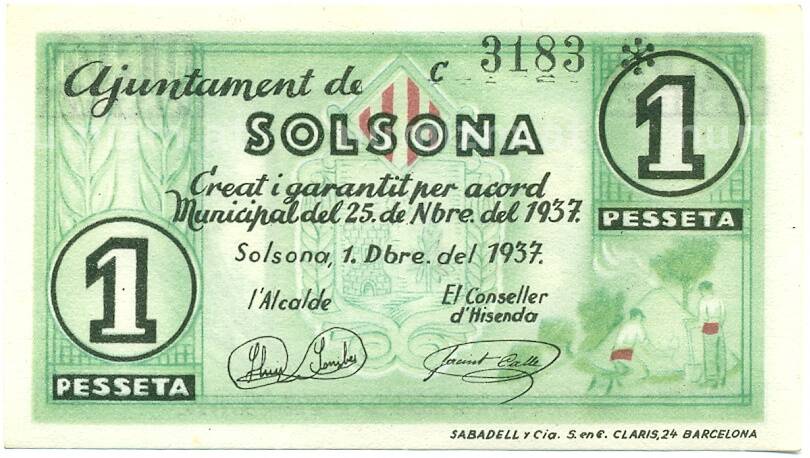 C 3183 *
Ajuntament de
SOLSONA
1
PESSETA
Creat i garantit per acord
Municipal del 25. de Nbre. del 1937.
Solsona, 1. Dbre. del 1937.
l'Alcalde
El Conseller
d'Hisenda
1
PESSETA
SABADELL y Cia. S. en C. CLARIS, 24 BARCELONA